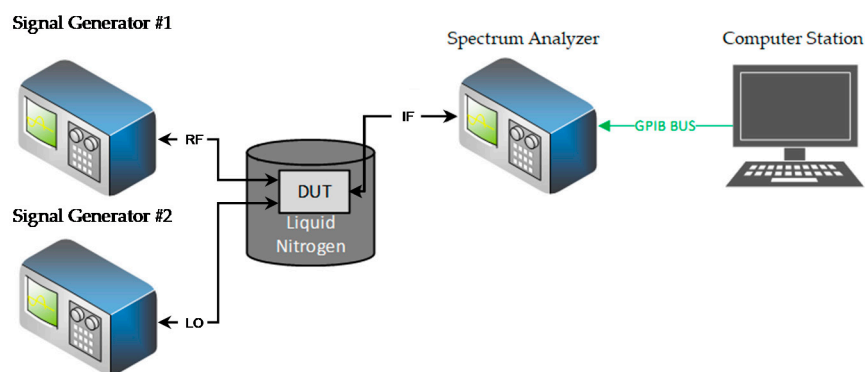 Signal Generator #1
Spectrum Analyzer
Computer Station
RF
IF
GPIB BUS
DUT
Liquid
Nitrogen
Signal Generator #2
LO